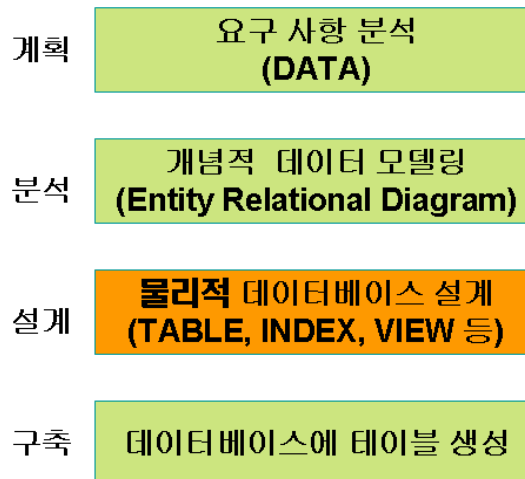 계획
요구 사항 분석
(DATA)
분석
개념적 데이터 모델링
(Entity Relational Diagram)
설계
물리적 데이터베이스 설계
(TABLE, INDEX, VIEW 등)
구축
데이터베이스에 테이블 생성